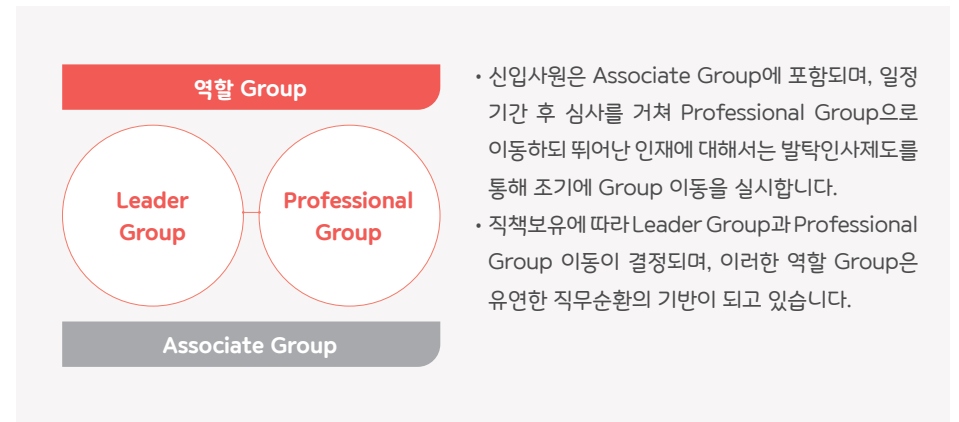 역할 Group
Leader
Group
Professional
Group
Associate Group
• 신입사원은 Associate Group에 포함되며, 일정
기간 후 심사를 거쳐 Professional Group으로
이동하되 뛰어난 인재에 대해서는 발탁인사제도를
통해 조기에 Group 이동을 실시합니다.
• 직책보유에 따라 Leader Group과 Professional
Group 이동이 결정되며, 이러한 역할 Group은
유연한 직무순환의 기반이 되고 있습니다.